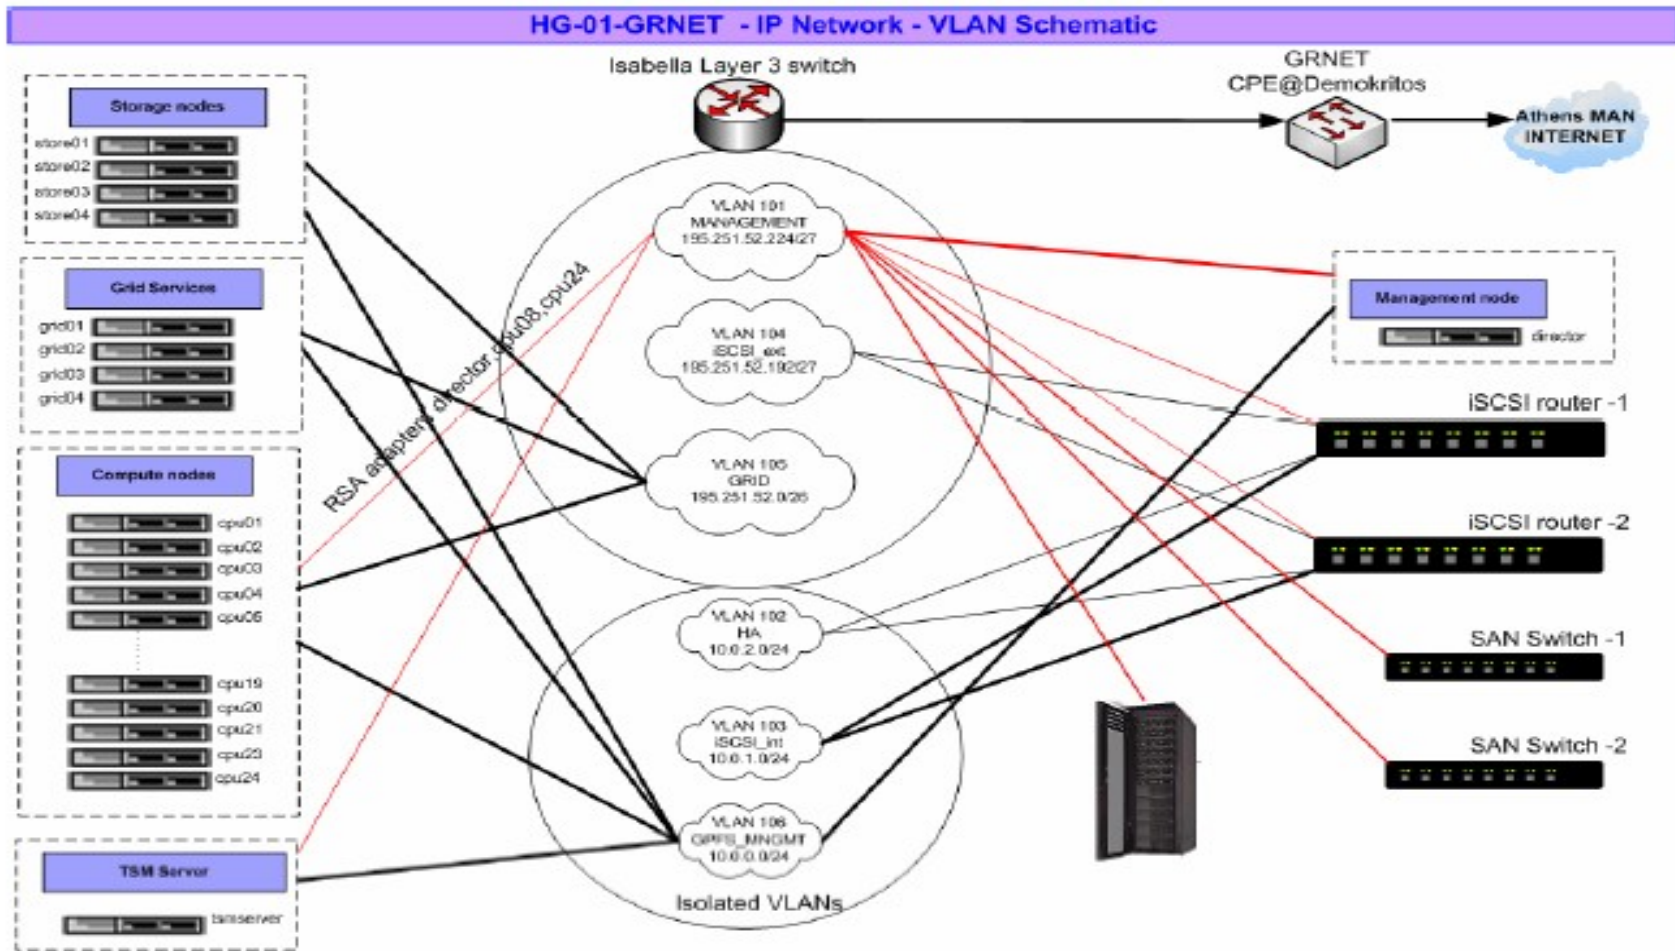 HG-01-GRNET - IP Network - VLAN Schematic
Isabella Layer 3 switch
GRNET
CPE@Demokritos
Athens MAN
INTERNET
Storage nodes
store01
store02
store03
store04
Grid Services
grid01
grid02
grid03
grid04
Compute nodes
cpu01
cpu02
cpu03
cpu04
cpu05
cpu19
cpu20
cpu21
cpu23
cpu24
TSM Server
tsmserver
RSA adapters director,cpu08,cpu24
VLAN 101
MANAGEMENT
195.251.52.224/27
VLAN 104
iSCSI_ext
195.251.52.192/27
VLAN 105
GRID
195.251.52.0/26
VLAN 102
HA
10.0.2.0/24
VLAN 103
iSCSI_int
10.0.1.0/24
VLAN 106
GPFS_MNGMT
10.0.0.0/24
Isolated VLANs
Management node
director
iSCSI router -1
iSCSI router -2
SAN Switch -1
SAN Switch -2